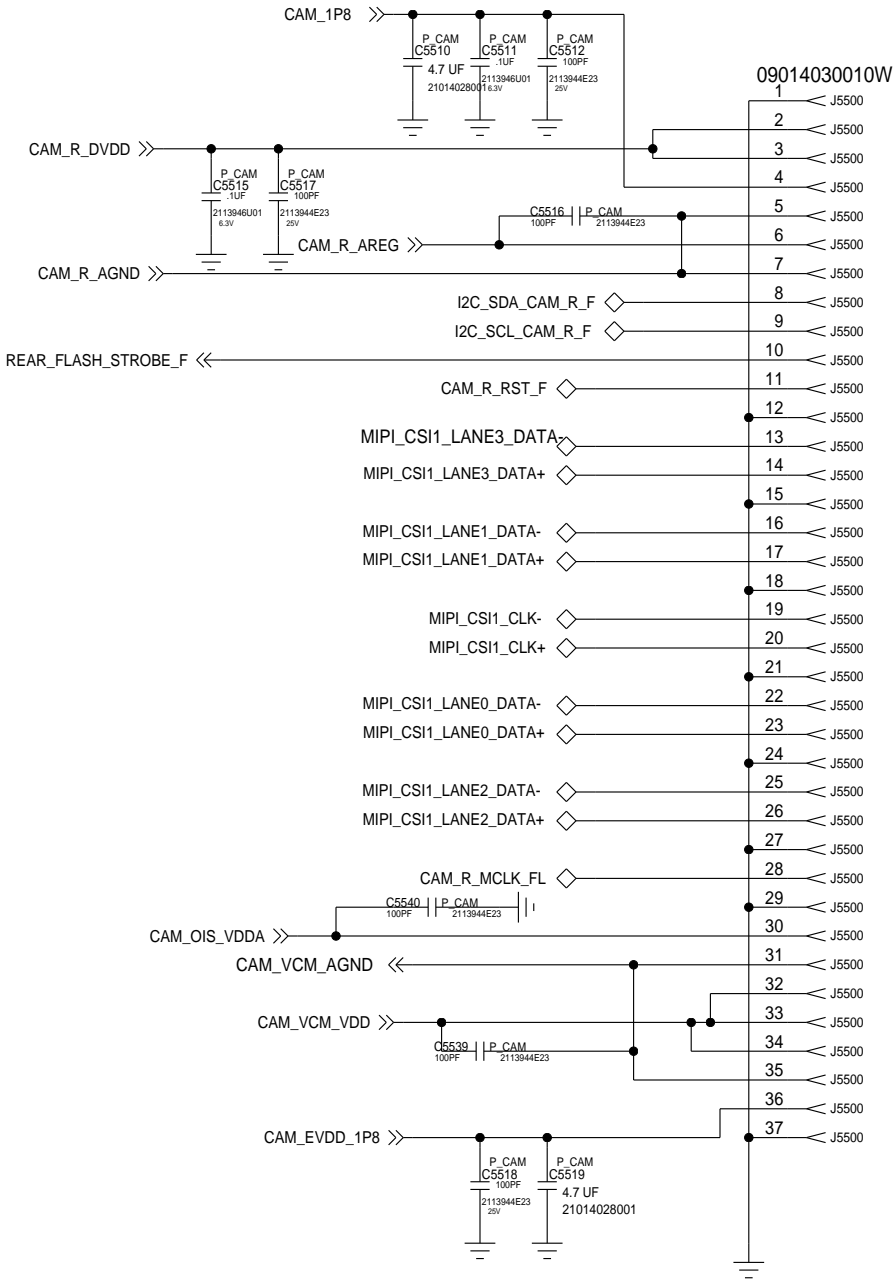 CAM_1P8
P_CAM
C5510
4.7 UF
21014028001
P_CAM
C5511
.1UF
2113946U01
6.3V
P_CAM
C5512
100PF
2113944E23
25V
09014030010W
1 J5500
2 J5500
CAM_R_DVDD
3 J5500
P_CAM
C5515
.1UF
2113946U01
6.3V
P_CAM
C5517
100PF
2113944E23
25V
4 J5500
C5516 P_CAM
100PF 2113944E23
5 J5500
CAM_R_AREG
6 J5500
CAM_R_AGND
7 J5500
I2C_SDA_CAM_R_F
8 J5500
I2C_SCL_CAM_R_F
9 J5500
REAR_FLASH_STROBE_F
10 J5500
CAM_R_RST_F
11 J5500
12 J5500
MIPI_CSI1_LANE3_DATA-
13 J5500
MIPI_CSI1_LANE3_DATA+
14 J5500
15 J5500
MIPI_CSI1_LANE1_DATA-
16 J5500
MIPI_CSI1_LANE1_DATA+
17 J5500
18 J5500
MIPI_CSI1_CLK-
19 J5500
MIPI_CSI1_CLK+
20 J5500
21 J5500
MIPI_CSI1_LANE0_DATA-
22 J5500
MIPI_CSI1_LANE0_DATA+
23 J5500
24 J5500
MIPI_CSI1_LANE2_DATA-
25 J5500
MIPI_CSI1_LANE2_DATA+
26 J5500
27 J5500
CAM_R_MCLK_FL
28 J5500
C5540 P_CAM
100PF 2113944E23
29 J5500
CAM_OIS_VDDA
30 J5500
CAM_VCM_AGND
31 J5500
32 J5500
CAM_VCM_VDD
33 J5500
C5539 P_CAM
100PF 2113944E23
34 J5500
35 J5500
36 J5500
CAM_EVDD_1P8
37 J5500
P_CAM
C5518
100PF
2113944E23
25V
P_CAM
C5519
4.7 UF
21014028001